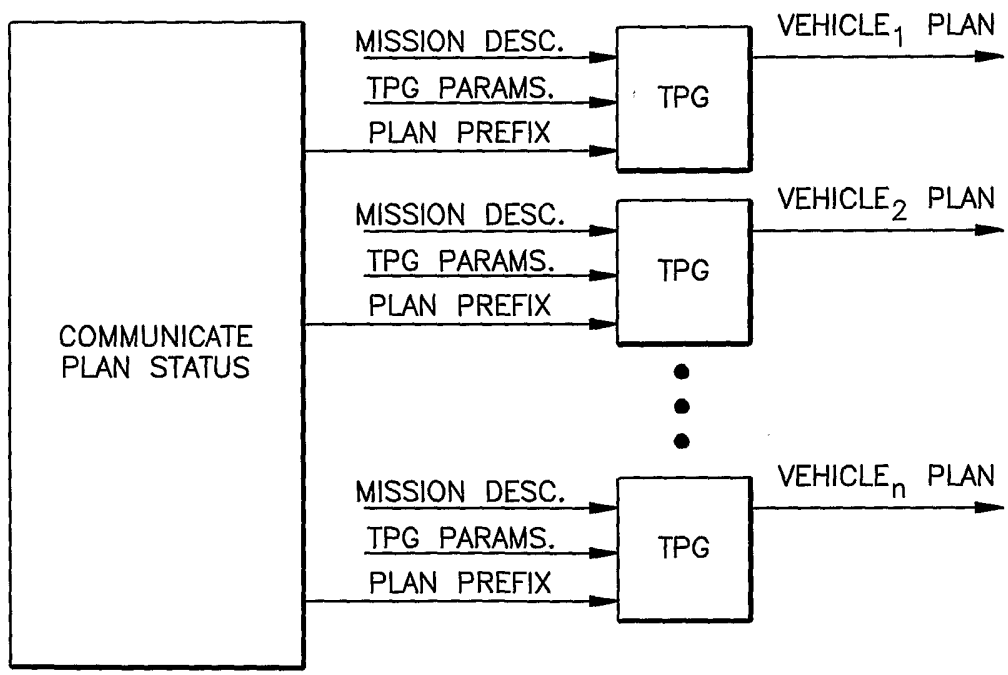 VEHICLE1 PLAN
MISSION DESC.
TPG PARAMS.
PLAN PREFIX
TPG
VEHICLE2 PLAN
MISSION DESC.
TPG PARAMS.
PLAN PREFIX
TPG
COMMUNICATE
PLAN STATUS
VEHICLEn PLAN
MISSION DESC.
TPG PARAMS.
PLAN PREFIX
TPG